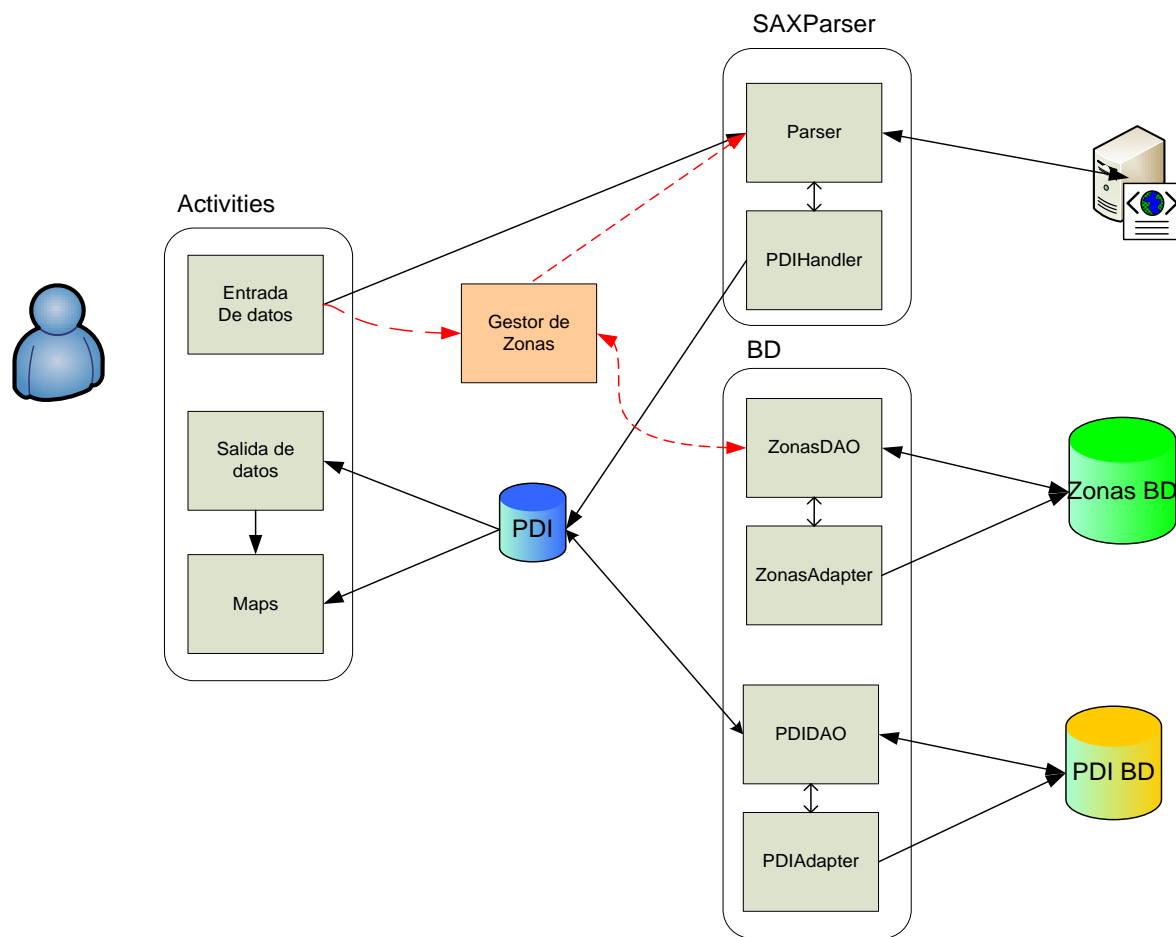 SAXParser
Parser
PDIHandler
Activities
Entrada
De datos
Gestor de
Zonas
Salida de
datos
Maps
PDI
BD
ZonasDAO
ZonasAdapter
Zonas BD
PDIDAO
PDIAdapter
PDI BD